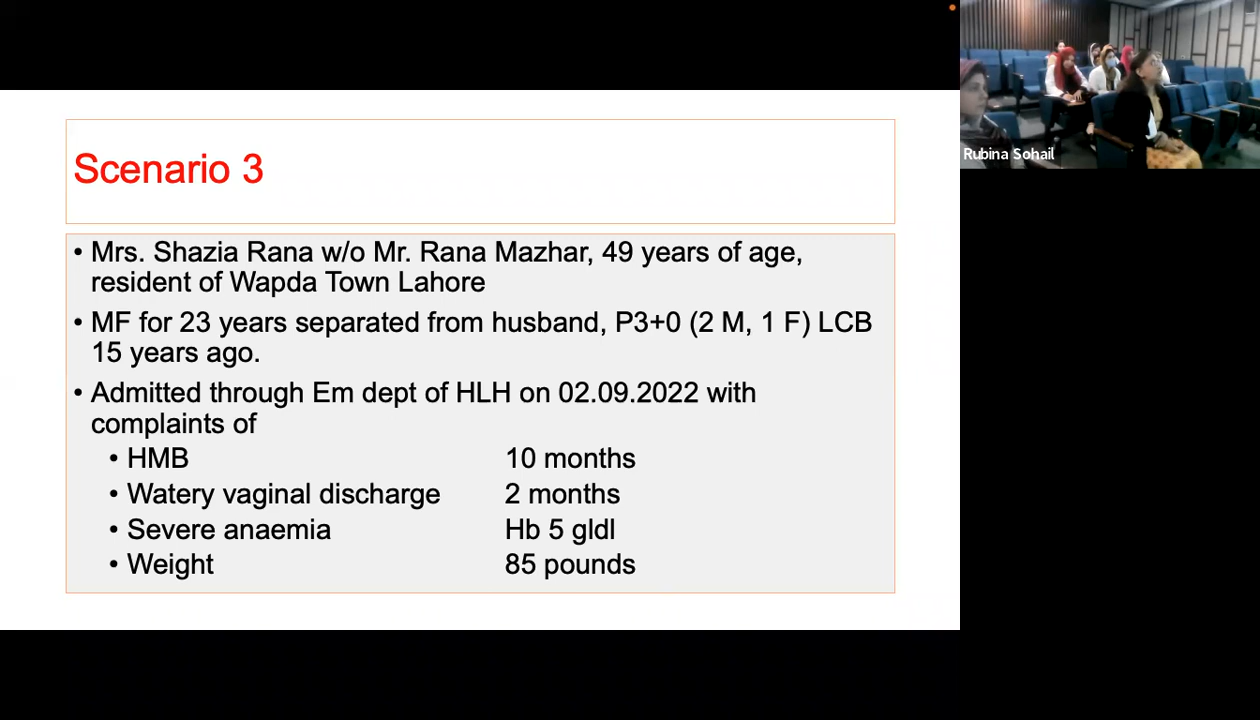 Scenario 3
• Mrs. Shazia Rana w/o Mr. Rana Mazhar, 49 years of age,
resident of Wapda Town Lahore
• MF for 23 years separated from husband, P3+0 (2 M, 1 F) LCB
15 years ago.
• Admitted through Em dept of HLH on 02.09.2022 with
complaints of
• HMB 10 months
• Watery vaginal discharge 2 months
• Severe anaemia Hb 5 gldl
• Weight 85 pounds
Rubina Sohail